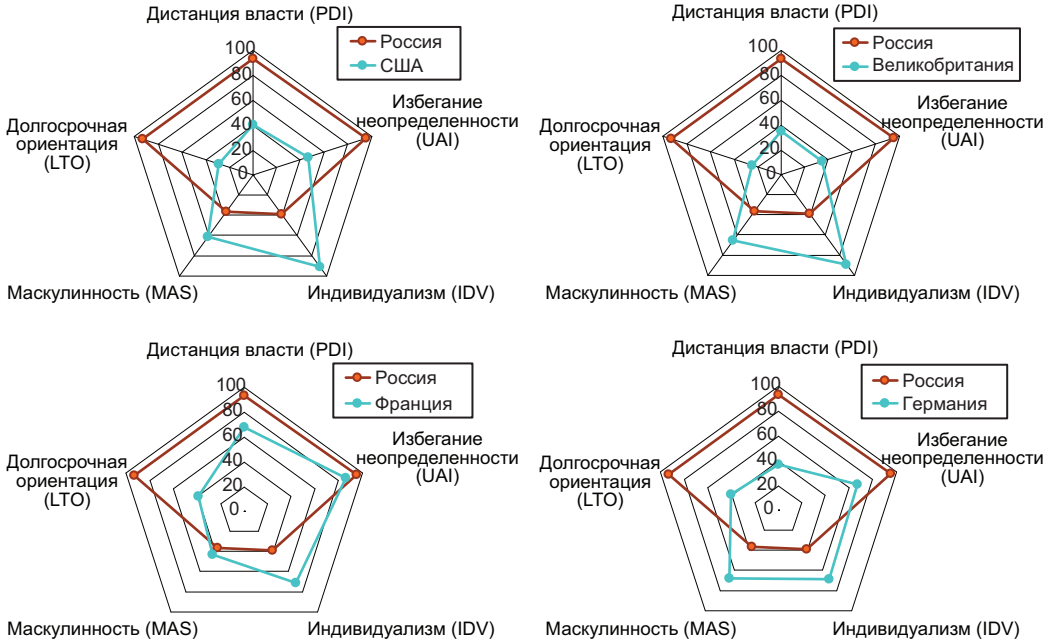 Дистанция власти (PDI)
Россия
США
100
80
60
40
20
0
Избегание
неопределенности
(UAI)
Долгосрочная
ориентация
(LTO)
Маскулинность (MAS)
Индивидуализм (IDV)
Дистанция власти (PDI)
Россия
Великобритания
100
80
60
40
20
0
Избегание
неопределенности
(UAI)
Долгосрочная
ориентация
(LTO)
Маскулинность (MAS)
Индивидуализм (IDV)
Дистанция власти (PDI)
Россия
Франция
100
80
60
40
20
0
Избегание
неопределенности
(UAI)
Долгосрочная
ориентация
(LTO)
Маскулинность (MAS)
Индивидуализм (IDV)
Дистанция власти (PDI)
Россия
Германия
100
80
60
40
20
0
Избегание
неопределенности
(UAI)
Долгосрочная
ориентация
(LTO)
Маскулинность (MAS)
Индивидуализм (IDV)